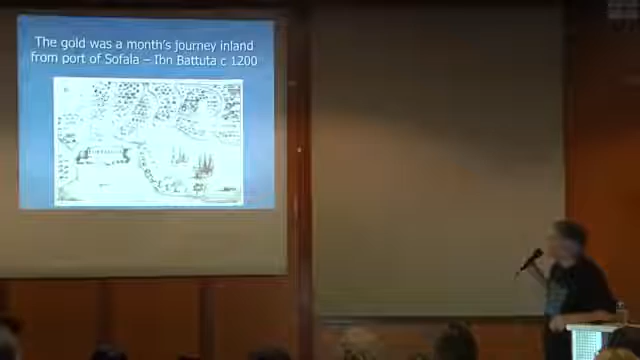 The gold was a month's journey inland
from port of Sofala – Ibn Battuta c 1200